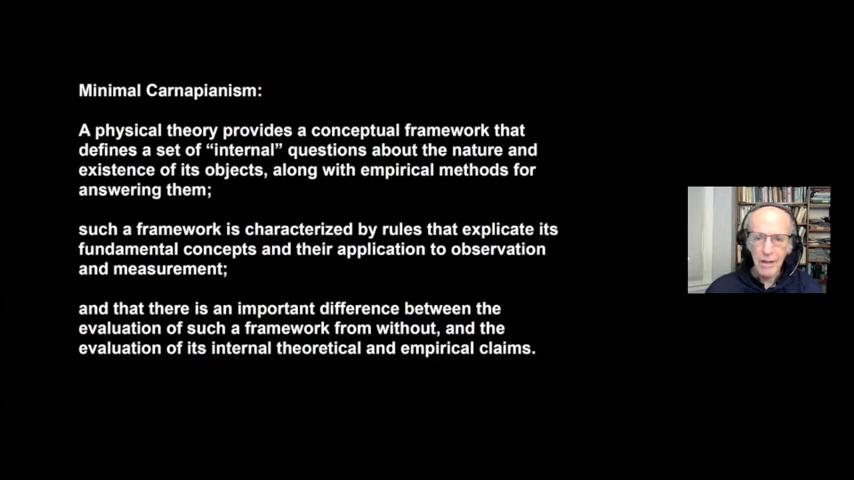 Minimal Carnapianism:
A physical theory provides a conceptual framework that
defines a set of “internal” questions about the nature and
existence of its objects, along with empirical methods for
answering them;
such a framework is characterized by rules that explicate its
fundamental concepts and their application to observation
and measurement;
and that there is an important difference between the
evaluation of such a framework from without, and the
evaluation of its internal theoretical and empirical claims.